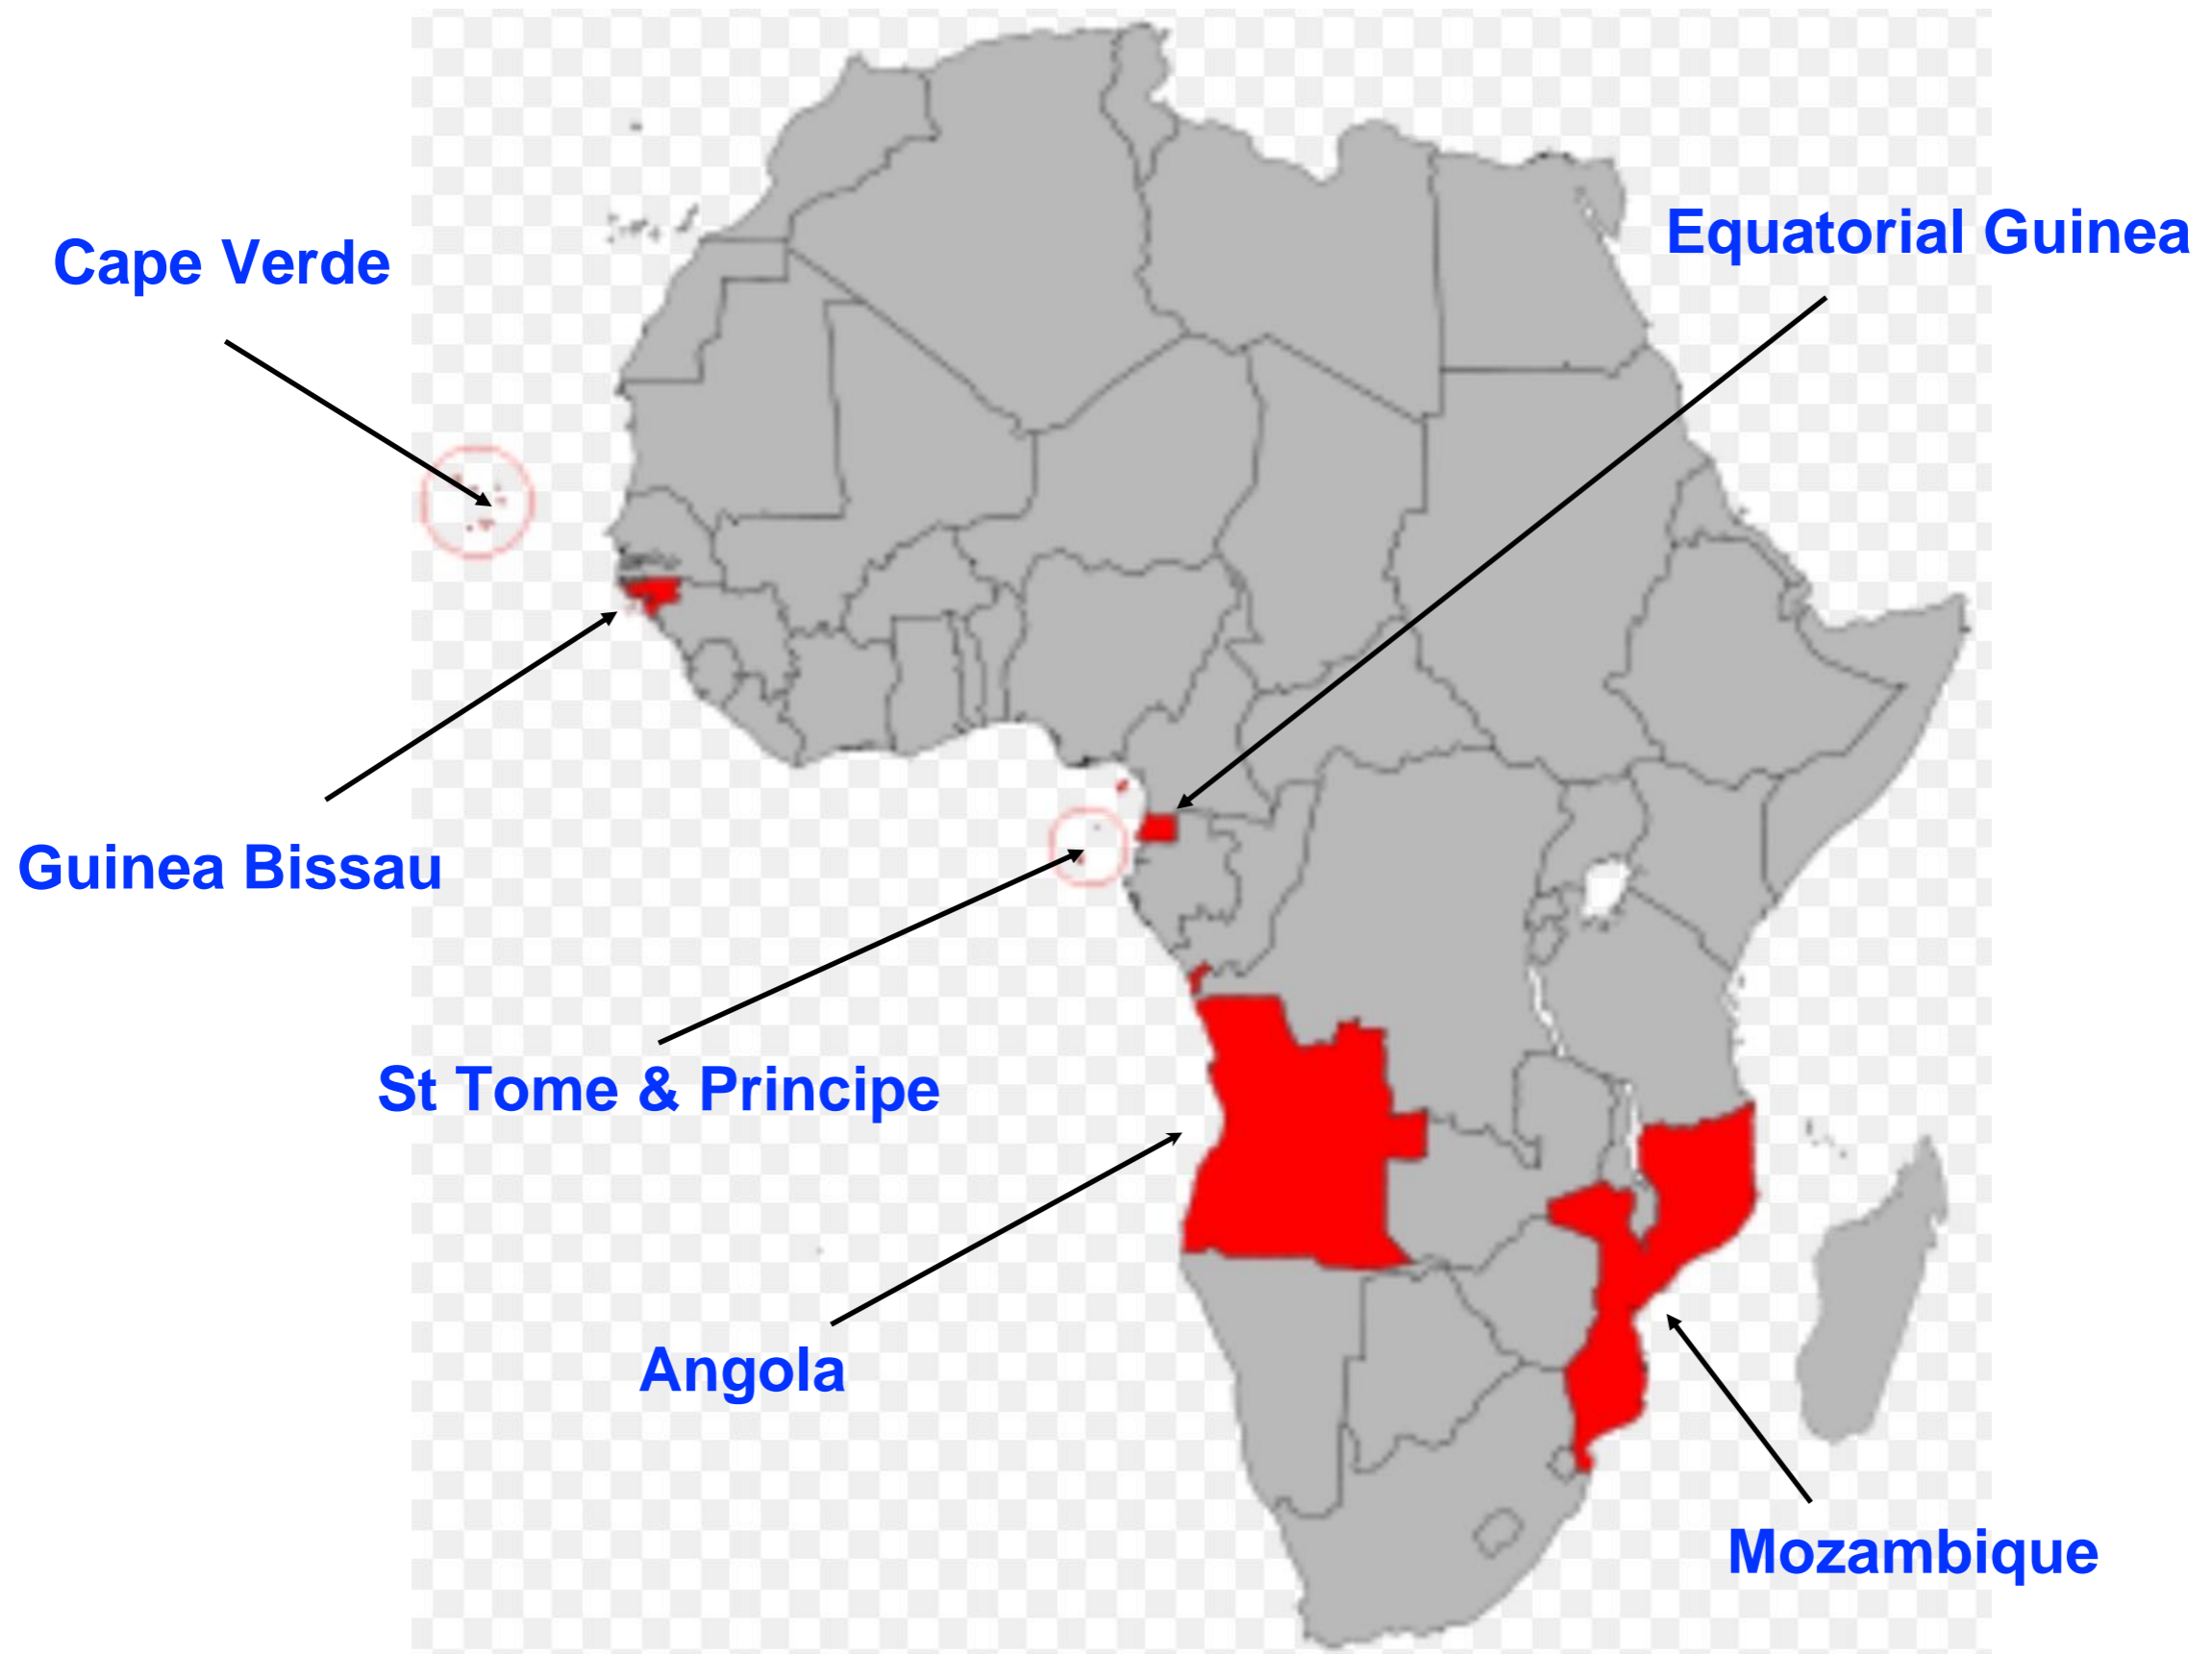 Equatorial Guinea
Cape Verde
Guinea Bissau
St Tome & Principe
Angola
Mozambique